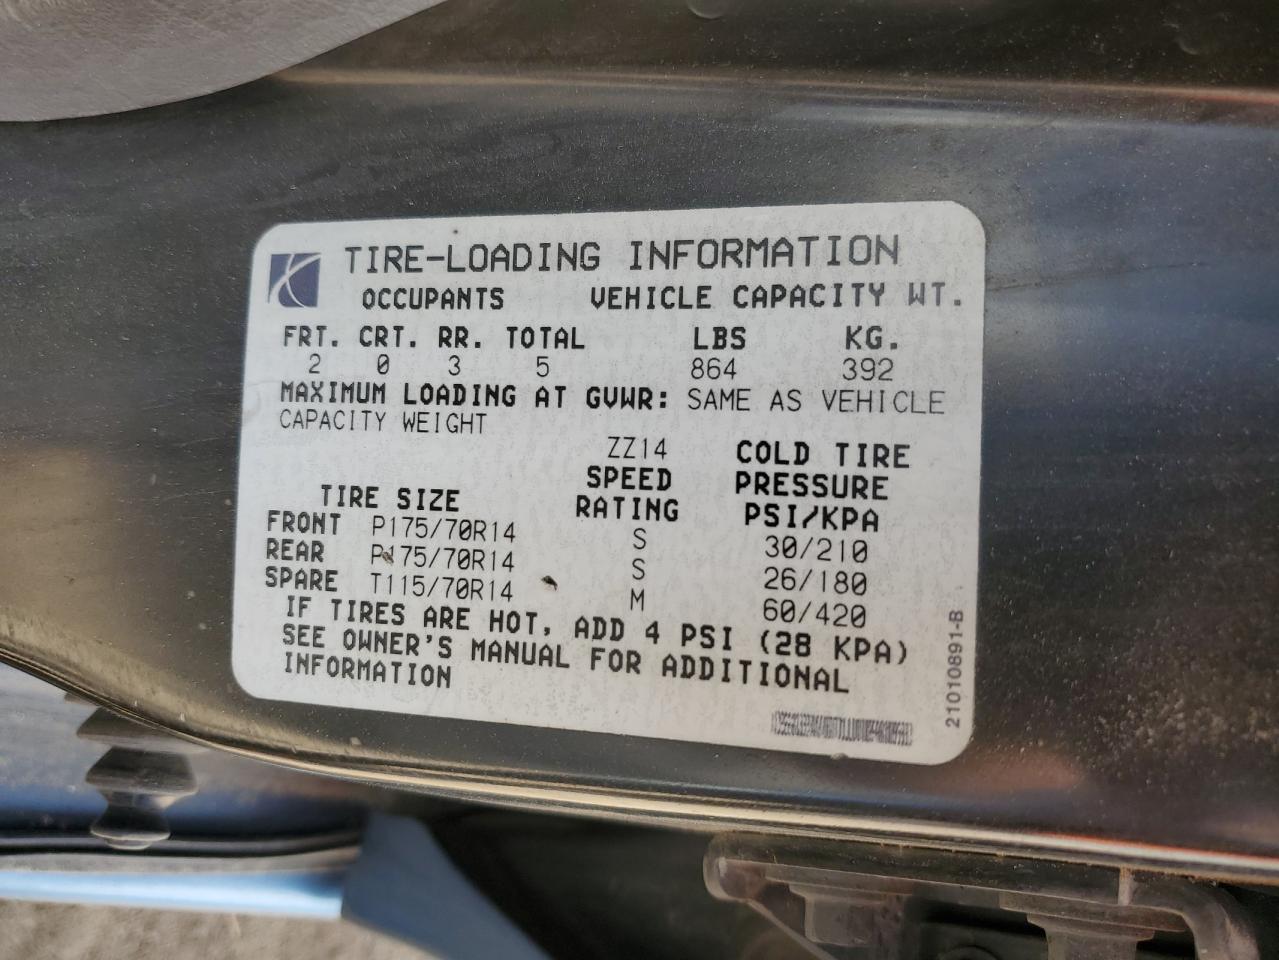 TIRE-LOADING INFORMATION
OCCUPANTS VEHICLE CAPACITY WT.
FRT. CRT. RR. TOTAL LBS KG.
2 0 3 5 864 392
MAXIMUM LOADING AT GVWR: SAME AS VEHICLE
CAPACITY WEIGHT
ZZ14 COLD TIRE
SPEED PRESSURE
TIRE SIZE RATING PSI/KPA
FRONT P175/70R14 S 30/210
REAR P175/70R14 S 26/180
SPARE T115/70R14 M 60/420
IF TIRES ARE HOT, ADD 4 PSI (28 KPA)
SEE OWNER'S MANUAL FOR ADDITIONAL
INFORMATION
21010891-B